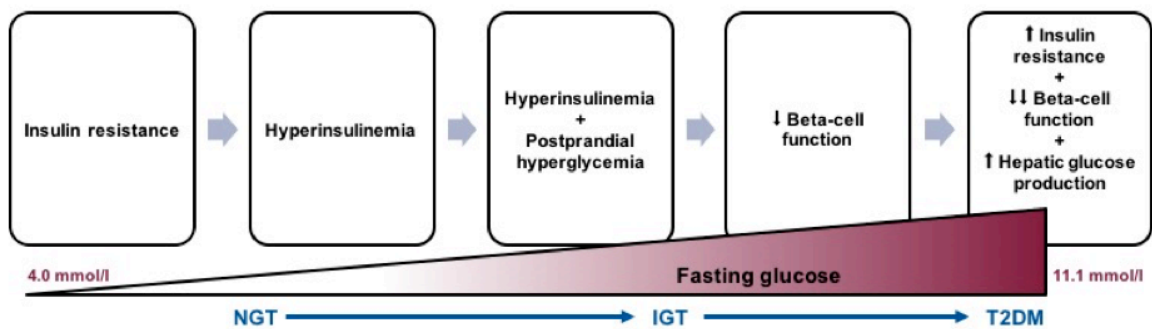 Insulin resistance
Hyperinsulinemia
Hyperinsulinemia
+
Postprandial
hyperglycemia
↓ Beta-cell
function
↑ Insulin
resistance
+
↓↓ Beta-cell
function
+
↑ Hepatic glucose
production
4.0 mmol/l
Fasting glucose
11.1 mmol/l
NGT
IGT
T2DM